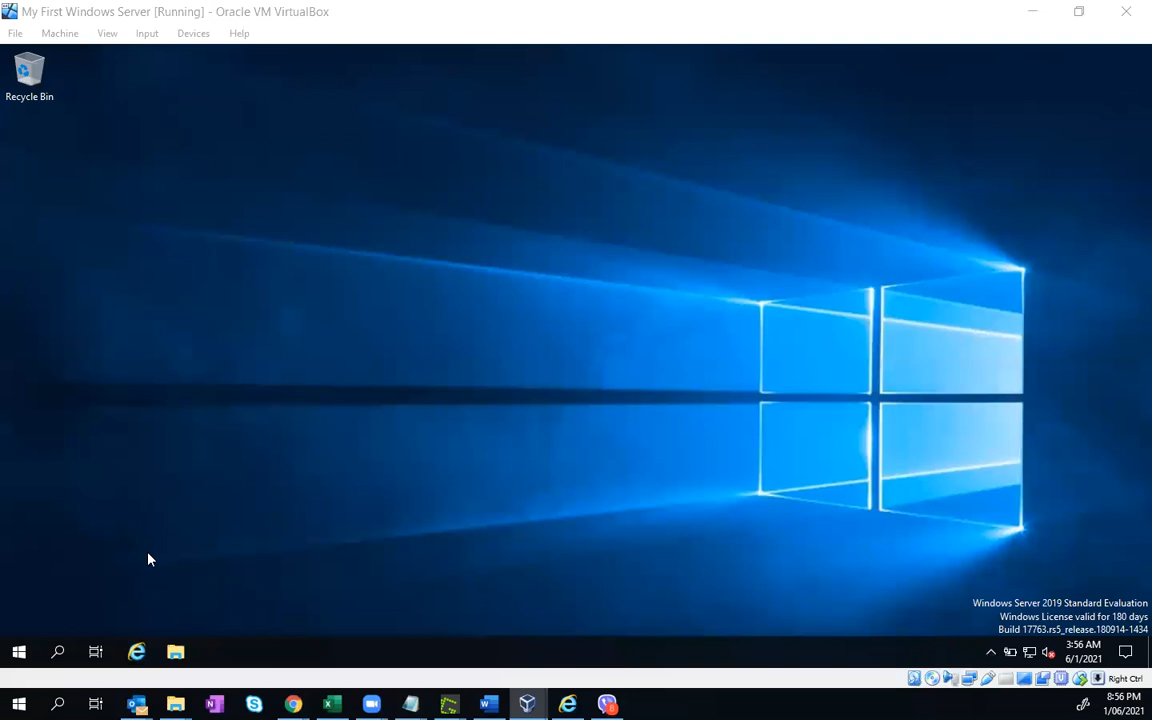 My First Windows Server [Running] - Oracle VM VirtualBox
File Machine View Input Devices Help
Recycle Bin
Windows Server 2019 Standard Evaluation
Windows License valid for 180 days
Build 17763.rs5_release.180914-1434
3:56 AM
6/1/2021
Right Ctrl
8:56 PM
1/06/2021